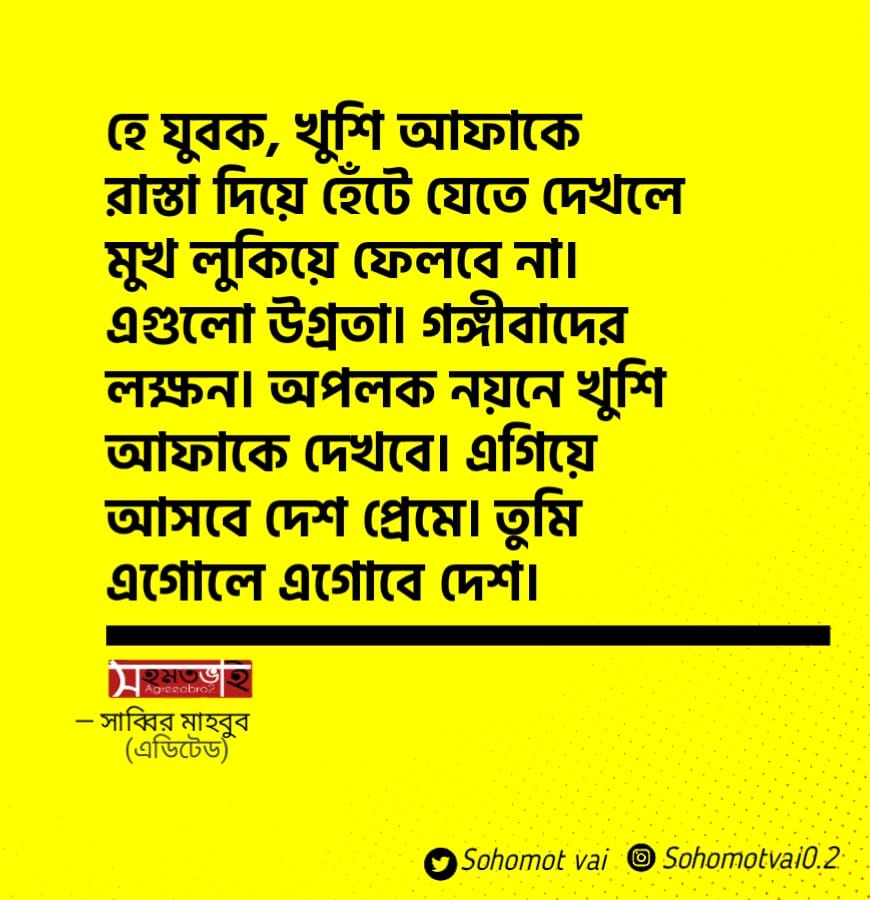 হে যুবক, খুশি আফাকে
রাস্তা দিয়ে হেঁটে যেতে দেখলে
মুখ লুকিয়ে ফেলবে না।
এগুলো উগ্রতা। গঙ্গীবাদের
লক্ষন। অপলক নয়নে খুশি
আফাকে দেখবে। এগিয়ে
আসবে দেশ প্রেমে। তুমি
এগোলে এগোবে দেশ।
সহমতভাই
Agreeabro2
– সাব্বির মাহবুব
(এডিটেড)
Sohomot vai Sohomotvai0.2